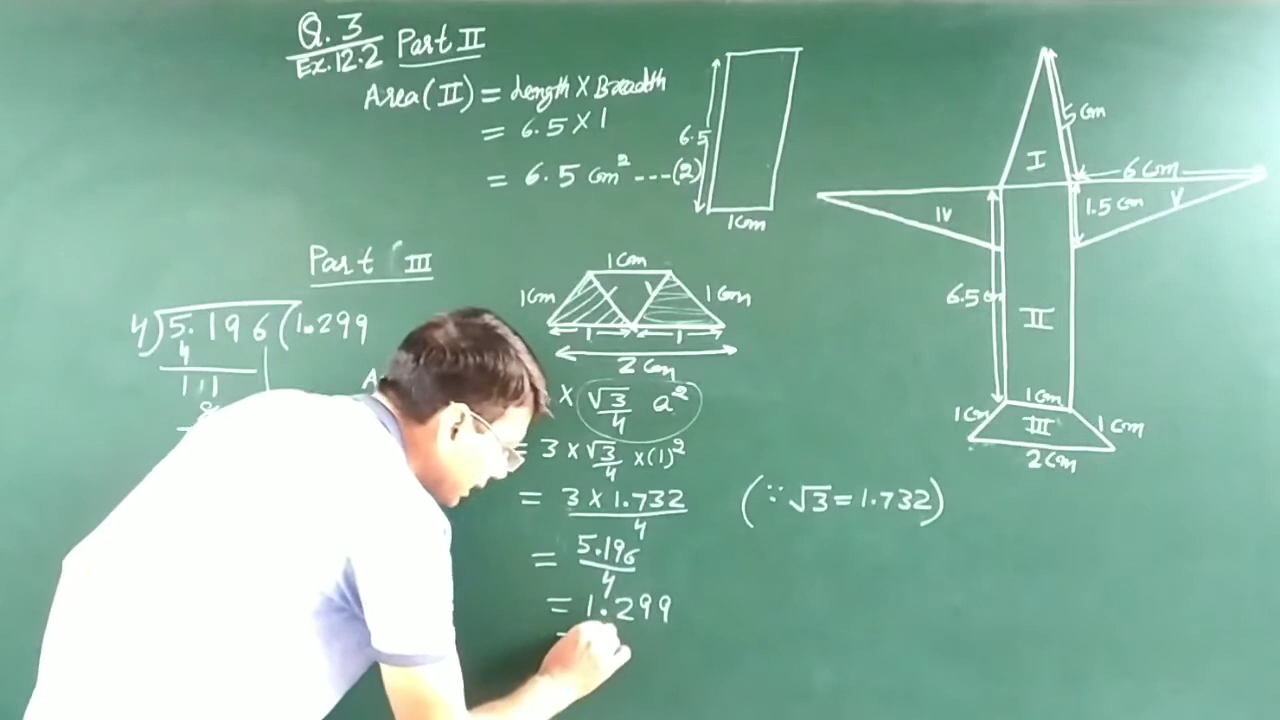 Q. 3
Ex. 12.2 Part II
Area (II) = Length × Breadth
= 6.5 × 1
= 6.5 cm² ---(2)
6.5
1cm
Part III
4)5.196(1.299
4
11
1cm
1cm
1cm
1
1
2cm
× √3/4 a²
= 3 × √3/4 × (1)²
= 3 × 1.732/4
(∵ √3 = 1.732)
= 5.196/4
= 1.299
5cm
I
6cm
1.5cm
IV
V
6.5cm
II
1cm
1cm
III
1cm
2cm